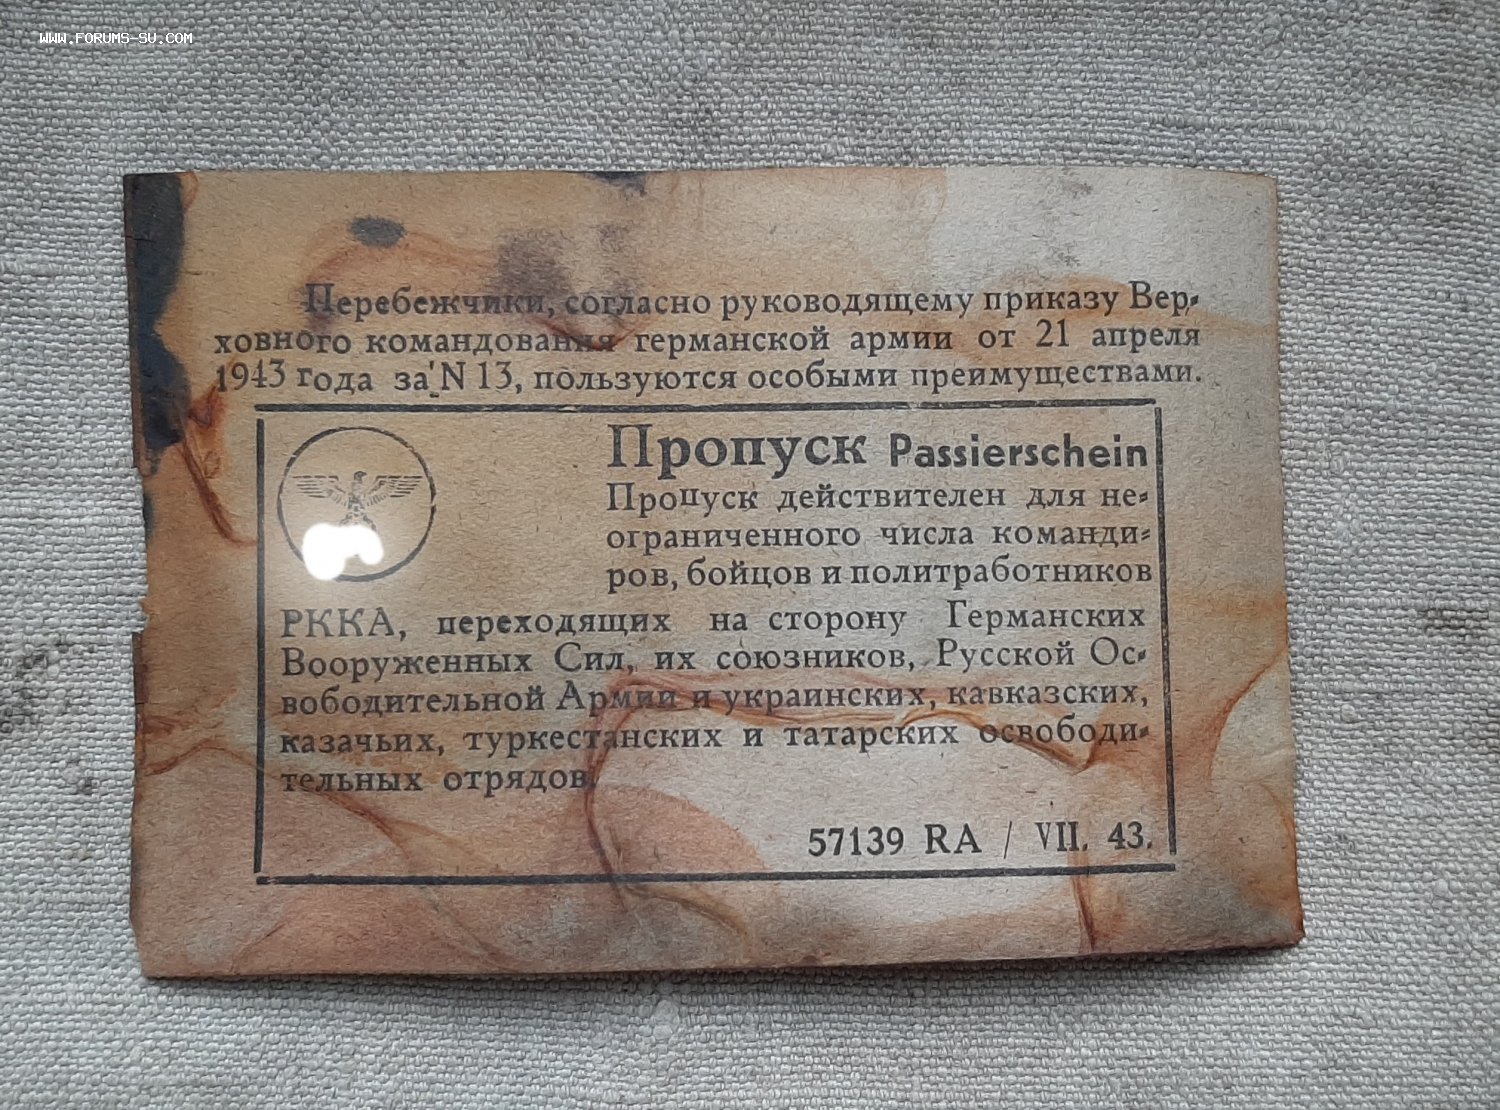 WWW.FORUMS-SU.COM
Перебежчики, согласно руководящему приказу Вер-
ховного командования германской армии от 21 апреля
1943 года за N 13, пользуются особыми преимуществами.
Пропуск Passierschein
Пропуск действителен для не-
ограниченного числа команди-
ров, бойцов и политработников
РККА, переходящих на сторону Германских
Вооруженных Сил, их союзников, Русской Ос-
вободительной Армии и украинских, кавказских,
казачьих, туркестанских и татарских освободи-
тельных отрядов.
57139 RA / VII. 43.